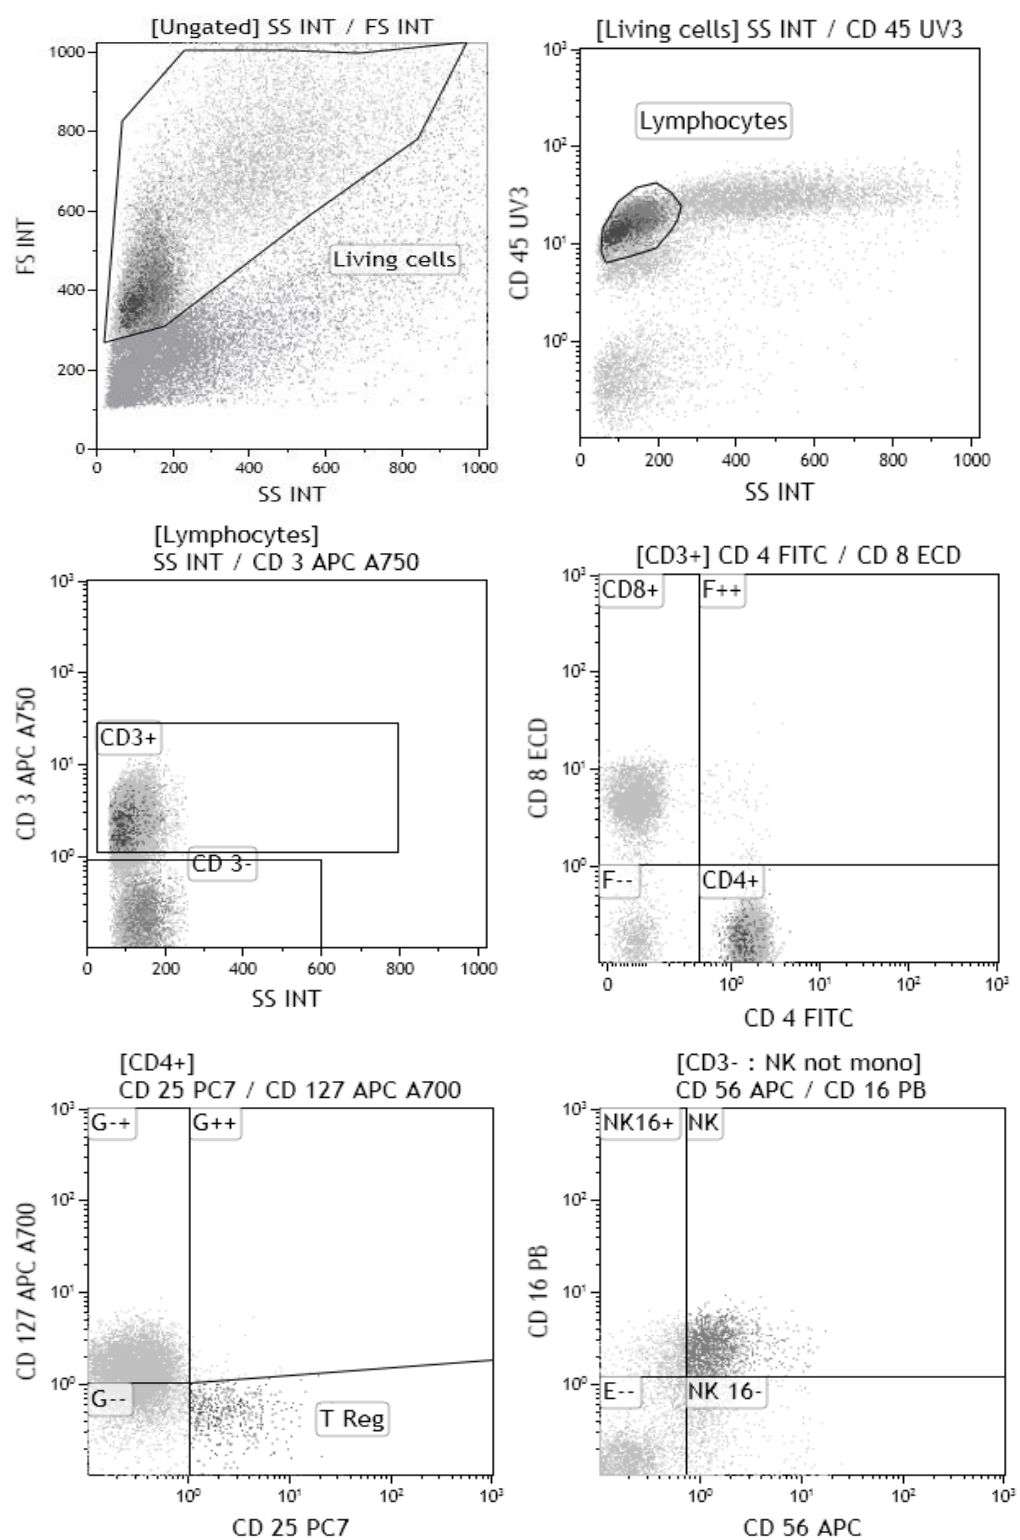 [Ungated] SS INT / FS INT
1000
800
600
400
200
0
FS INT
Living cells
0 200 400 600 800 1000
SS INT
[Living cells] SS INT / CD 45 UV3
10³
10²
10¹
10⁰
CD 45 UV3
Lymphocytes
0 200 400 600 800 1000
SS INT
[Lymphocytes]
SS INT / CD 3 APC A750
10³
10²
10¹
10⁰
CD 3 APC A750
CD3+
CD 3-
0 200 400 600 800 1000
SS INT
[CD3+] CD 4 FITC / CD 8 ECD
10³
10²
10¹
10⁰
CD 8 ECD
CD8+ F++
F-- CD4+
0 10⁰ 10¹ 10² 10³
CD 4 FITC
[CD4+]
CD 25 PC7 / CD 127 APC A700
10³
10²
10¹
10⁰
CD 127 APC A700
G-+ G++
G--
T Reg
10⁰ 10¹ 10² 10³
CD 25 PC7
[CD3- : NK not mono]
CD 56 APC / CD 16 PB
10³
10²
10¹
10⁰
CD 16 PB
NK16+ NK
E-- NK 16-
10⁰ 10¹ 10² 10³
CD 56 APC